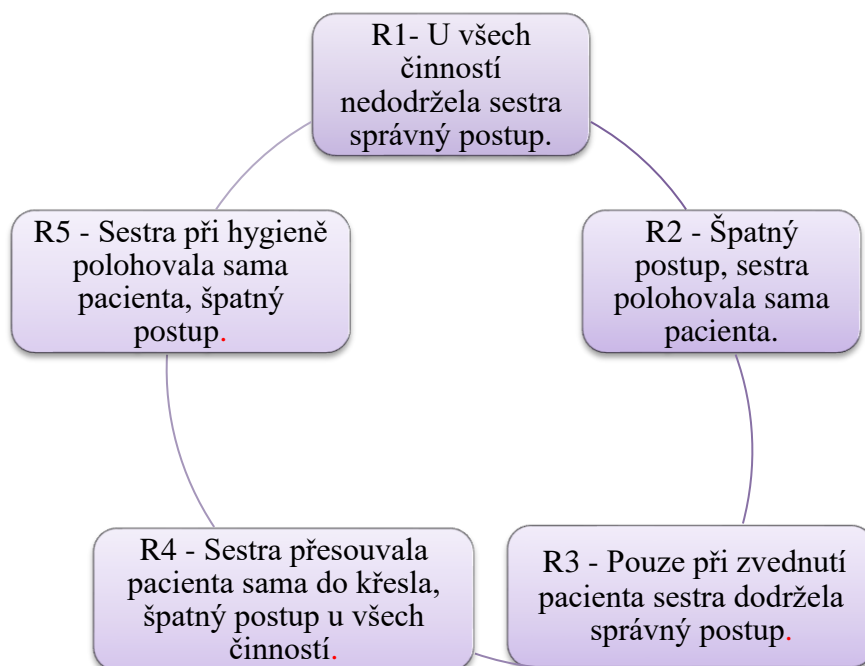 R1- U všech
činností
nedodržela sestra
správný postup.
R2 - Špatný
postup, sestra
polohovala sama
pacienta.
R3 - Pouze při zvednutí
pacienta sestra dodržela
správný postup.
R4 - Sestra přesouvala
pacienta sama do křesla,
špatný postup u všech
činností.
R5 - Sestra při hygieně
polohovala sama
pacienta, špatný
postup.